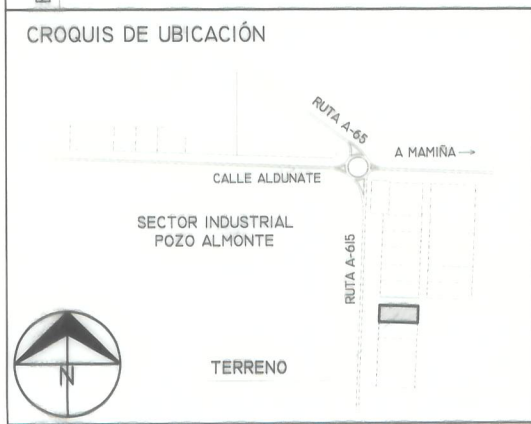 CROQUIS DE UBICACIÓN
RUTA A-65
A MAMIÑA →
CALLE ALDUNATE
SECTOR INDUSTRIAL
POZO ALMONTE
RUTA A-615
N
TERRENO